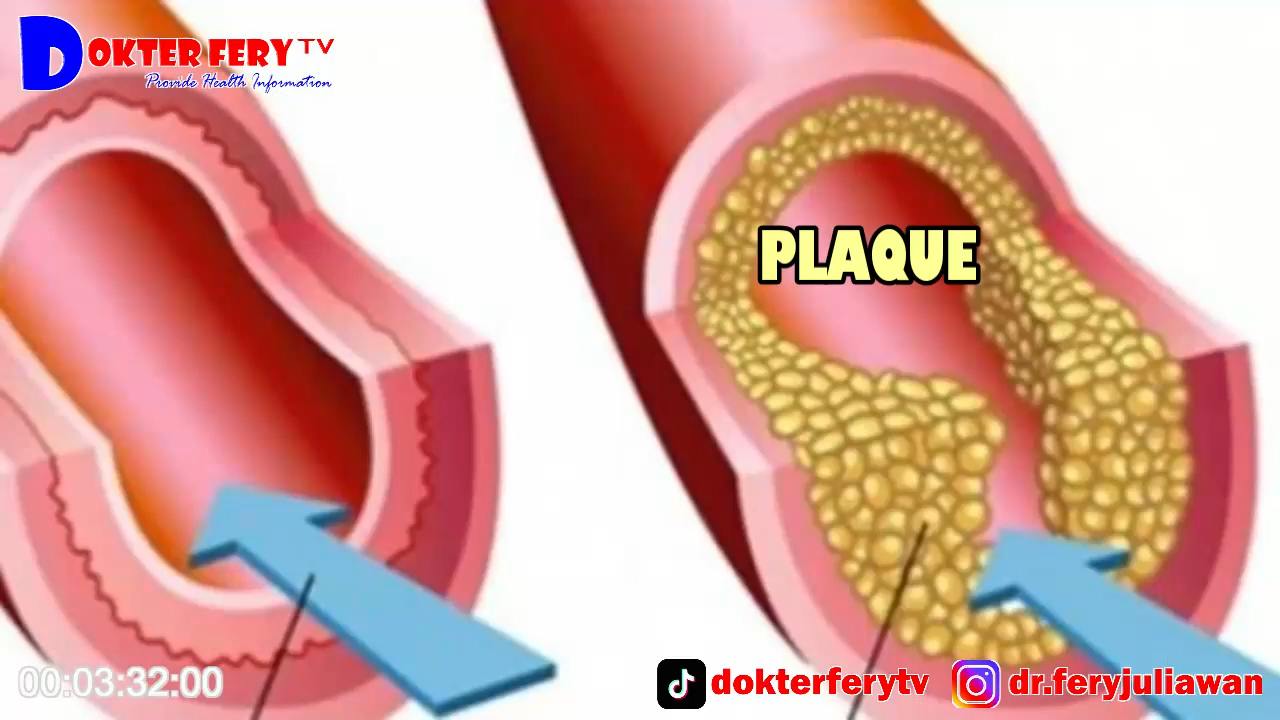 DOKTER FERY TV
Provide Health Information
PLAQUE
00:03:32:00
dokterferytv
dr.feryjuliawan